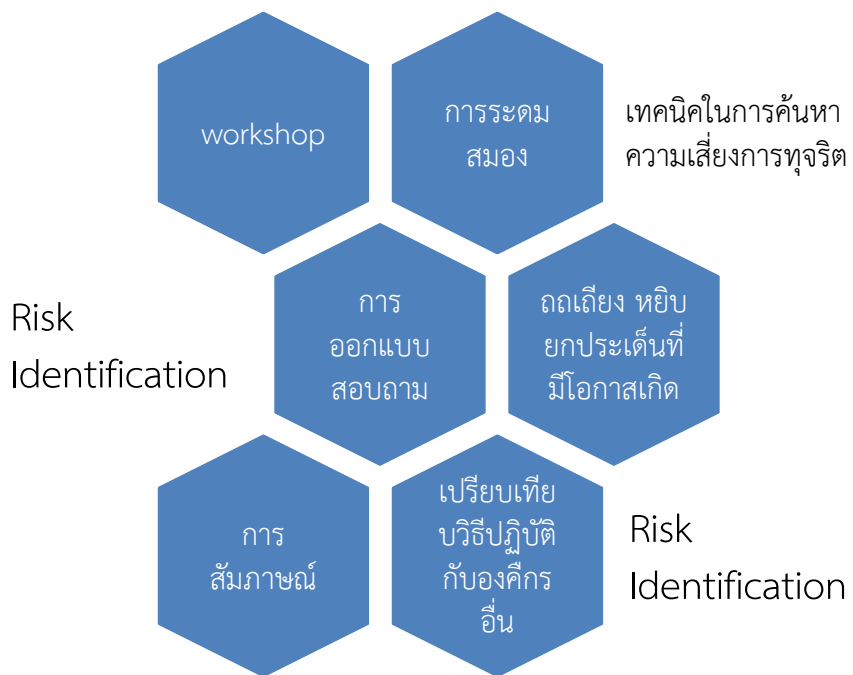 workshop
การระดม
สมอง
เทคนิคในการค้นหา
ความเสี่ยงการทุจริต
Risk
Identification
การ
ออกแบบ
สอบถาม
ถกเถียง หยิบ
ยกประเด็นที่
มีโอกาสเกิด
การ
สัมภาษณ์
เปรียบเทีย
บวิธีปฏิบัติ
กับองค์กร
อื่น
Risk
Identification